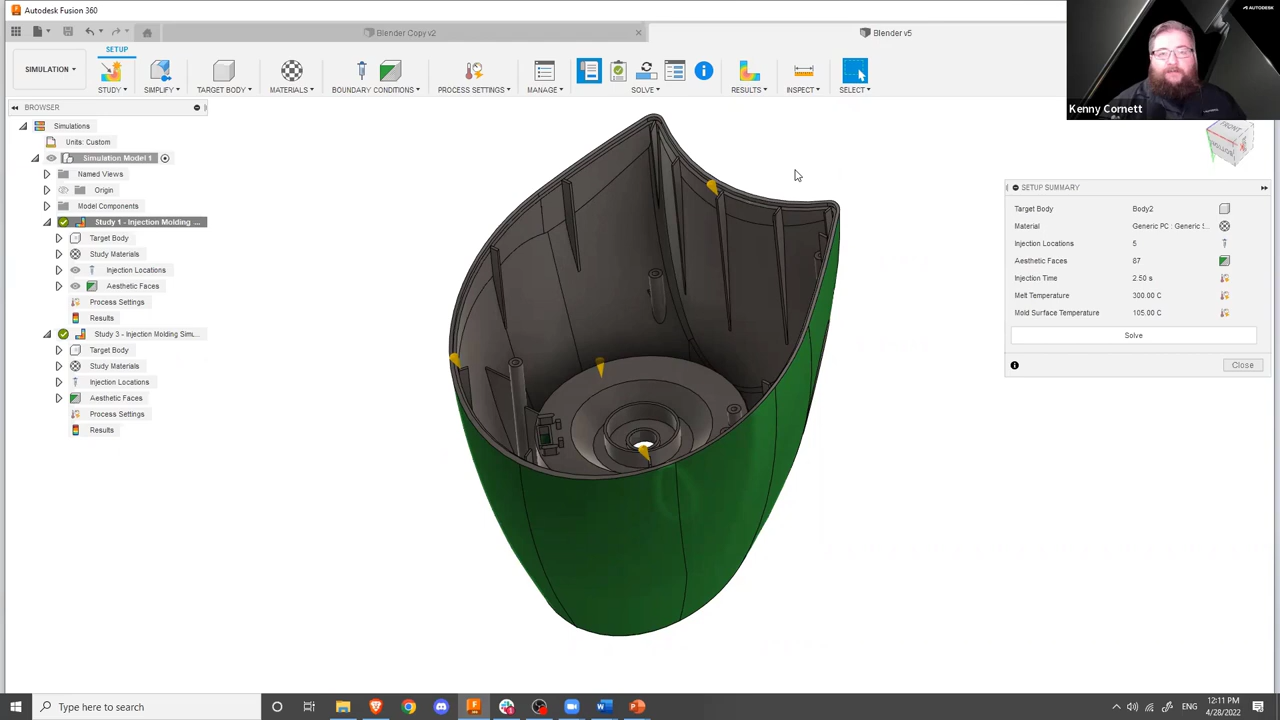 Autodesk Fusion 360
AUTODESK
Blender Copy v2
Blender v5
SETUP
SIMULATION
STUDY
SIMPLIFY
TARGET BODY
MATERIALS
BOUNDARY CONDITIONS
PROCESS SETTINGS
MANAGE
SOLVE
RESULTS
INSPECT
SELECT
Kenny Cornett
BROWSER
Simulations
Units: Custom
Simulation Model 1
Named Views
Origin
Model Components
Study 1 - Injection Molding ...
Target Body
Study Materials
Injection Locations
Aesthetic Faces
Process Settings
Results
Study 3 - Injection Molding Simu...
Target Body
Study Materials
Injection Locations
Aesthetic Faces
Process Settings
Results
FRONT
BOTTOM
SETUP SUMMARY
Target Body Body2
Material Generic PC : Generic S...
Injection Locations 5
Aesthetic Faces 87
Injection Time 2.50 s
Melt Temperature 300.00 C
Mold Surface Temperature 105.00 C
Solve
Close
Type here to search
ENG
12:11 PM
4/28/2022